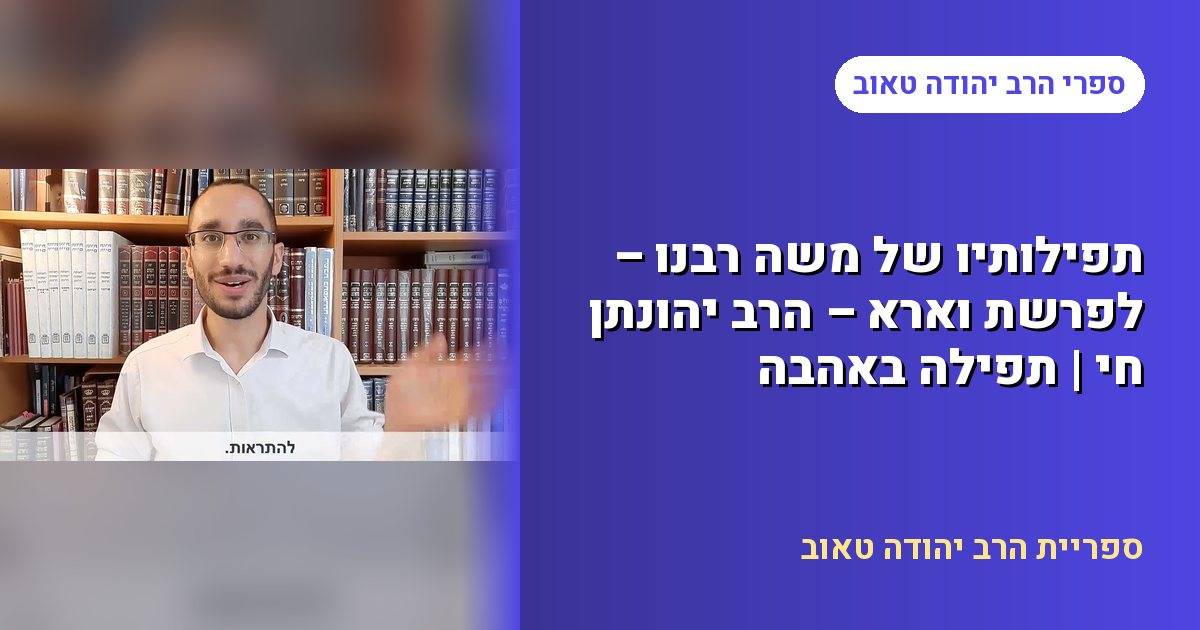 ספרי הרב יהודה טאוב
תפילותיו של משה רבנו –
לפרשת וארא – הרב יהונתן
חי | תפילה באהבה
ספריית הרב יהודה טאוב
להתראות.